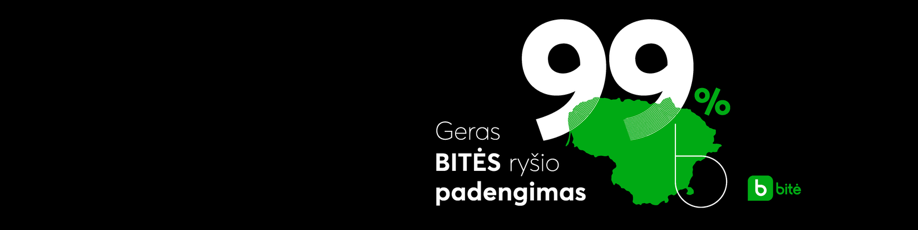 99
%
Geras
BITĖS ryšio
padengimas
b bitė